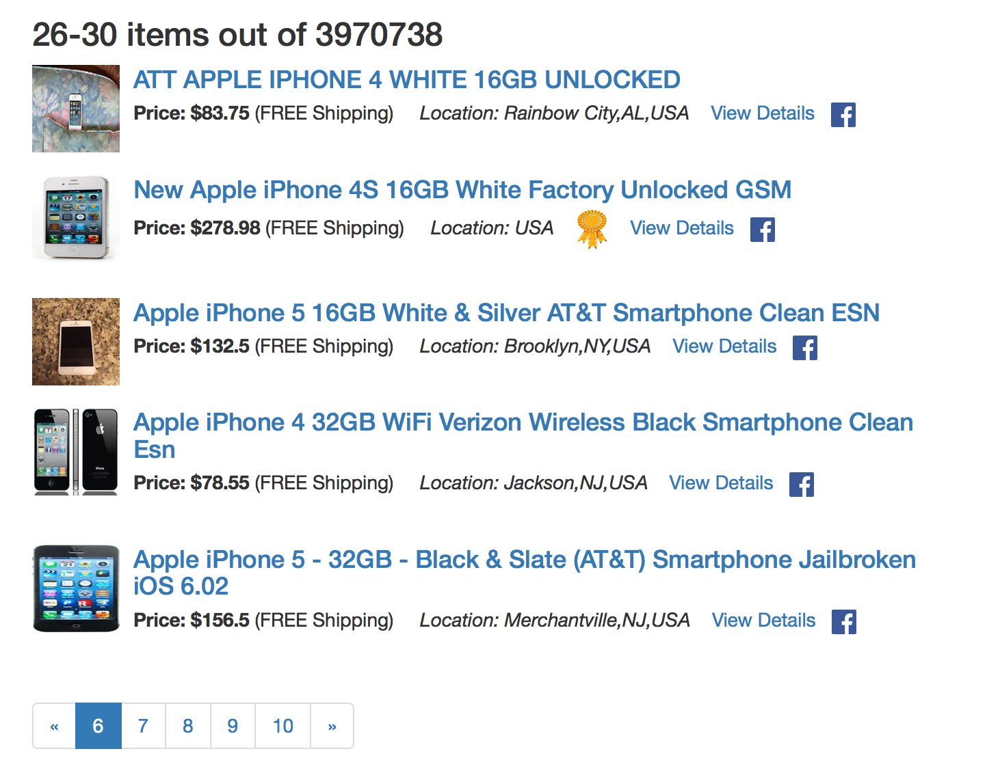 26-30 items out of 3970738
ATT APPLE IPHONE 4 WHITE 16GB UNLOCKED
Price: $83.75 (FREE Shipping) Location: Rainbow City,AL,USA View Details
New Apple iPhone 4S 16GB White Factory Unlocked GSM
Price: $278.98 (FREE Shipping) Location: USA View Details
Apple iPhone 5 16GB White & Silver AT&T Smartphone Clean ESN
Price: $132.5 (FREE Shipping) Location: Brooklyn,NY,USA View Details
Apple iPhone 4 32GB WiFi Verizon Wireless Black Smartphone Clean
Esn
Price: $78.55 (FREE Shipping) Location: Jackson,NJ,USA View Details
Apple iPhone 5 - 32GB - Black & Slate (AT&T) Smartphone Jailbroken
iOS 6.02
Price: $156.5 (FREE Shipping) Location: Merchantville,NJ,USA View Details
« 6 7 8 9 10 »